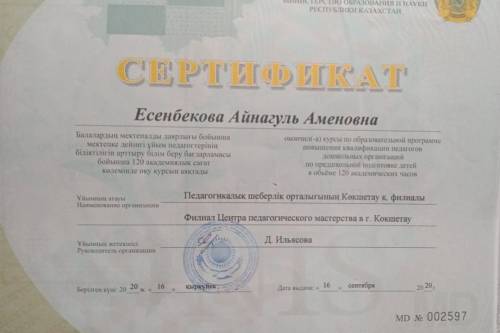 МИНИСТЕРСТВО ОБРАЗОВАНИЯ И НАУКИ
РЕСПУБЛИКИ КАЗАХСТАН
СЕРТИФИКАТ
Есенбекова Айнагуль Аменовна
Балалардың мектепалды даярлығы бойынша
мектепке дейінгі ұйым педагогтерінің
біліктілігін арттыру білім беру бағдарламасы
бойынша 120 академиялық сағат
көлемінде оқу курсын аяқтады
окончил(-а) курсы по образовательной программе
повышения квалификации педагогов
дошкольных организаций
по предшкольной подготовке детей
в объёме 120 академических часов
Ұйымның атауы
Наименование организации
Педагогикалық шеберлік орталығының Көкшетау қ. филиалы
Филиал Центра педагогического мастерства в г. Кокшетау
Ұйымның жетекшісі
Руководитель организации
Д. Ильясова
Берілген күні: 20 20 ж. « 16 » қыркүйек
Дата выдачи: « 16 » сентября 20 20 г.
MD № 002597